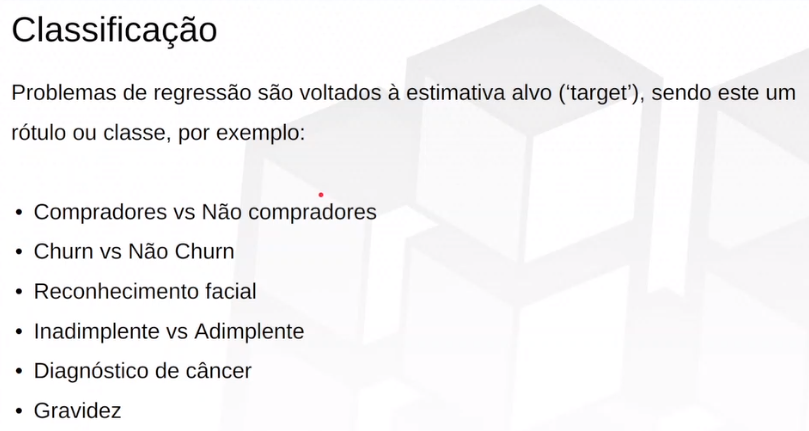 Classificação
Problemas de regressão são voltados à estimativa alvo (‘target’), sendo este um
rótulo ou classe, por exemplo:
• Compradores vs Não compradores
• Churn vs Não Churn
• Reconhecimento facial
• Inadimplente vs Adimplente
• Diagnóstico de câncer
• Gravidez